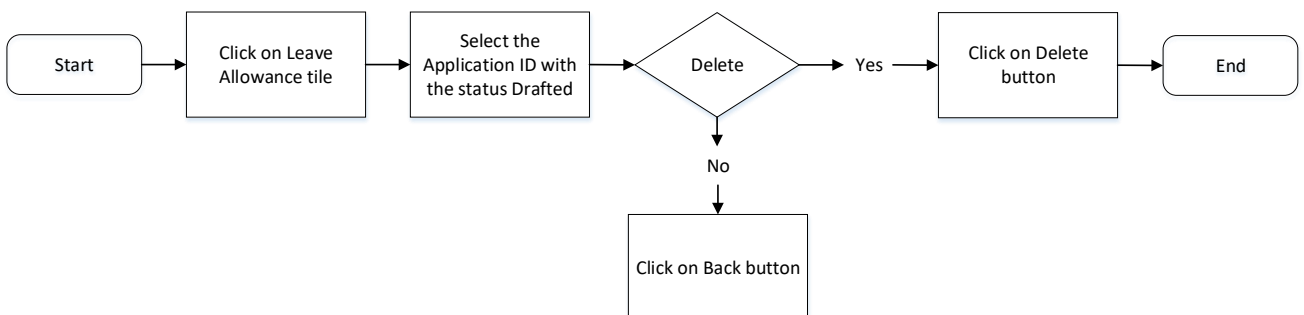 Start
Click on Leave
Allowance tile
Select the
Application ID with
the status Drafted
Delete
Yes
Click on Delete
button
End
No
Click on Back button